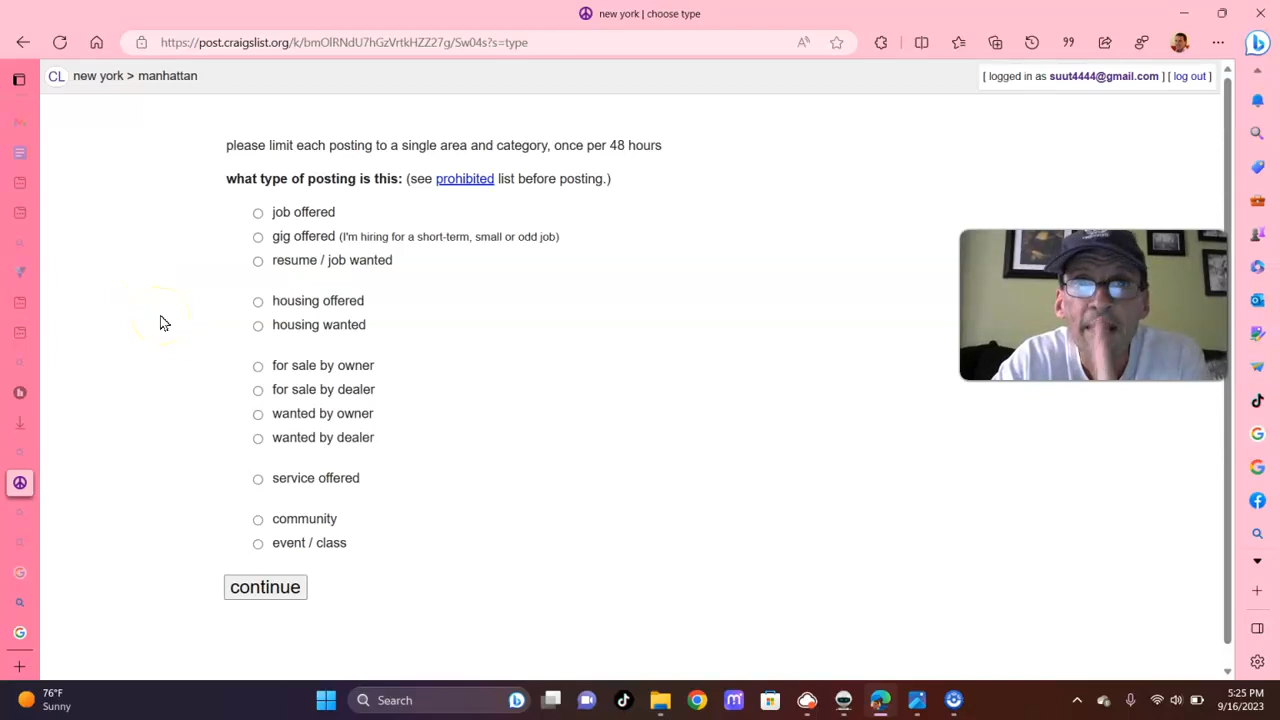 new york | choose type
https://post.craigslist.org/k/bmOlRNdU7hGzVrtkHZZ27g/Sw04s?s=type
CL new york > manhattan
[ logged in as suut4444@gmail.com ] [ log out ]
please limit each posting to a single area and category, once per 48 hours
what type of posting is this: (see prohibited list before posting.)
job offered
gig offered (I'm hiring for a short-term, small or odd job)
resume / job wanted
housing offered
housing wanted
for sale by owner
for sale by dealer
wanted by owner
wanted by dealer
service offered
community
event / class
continue
76°F
Sunny
Search
5:25 PM
9/16/2023